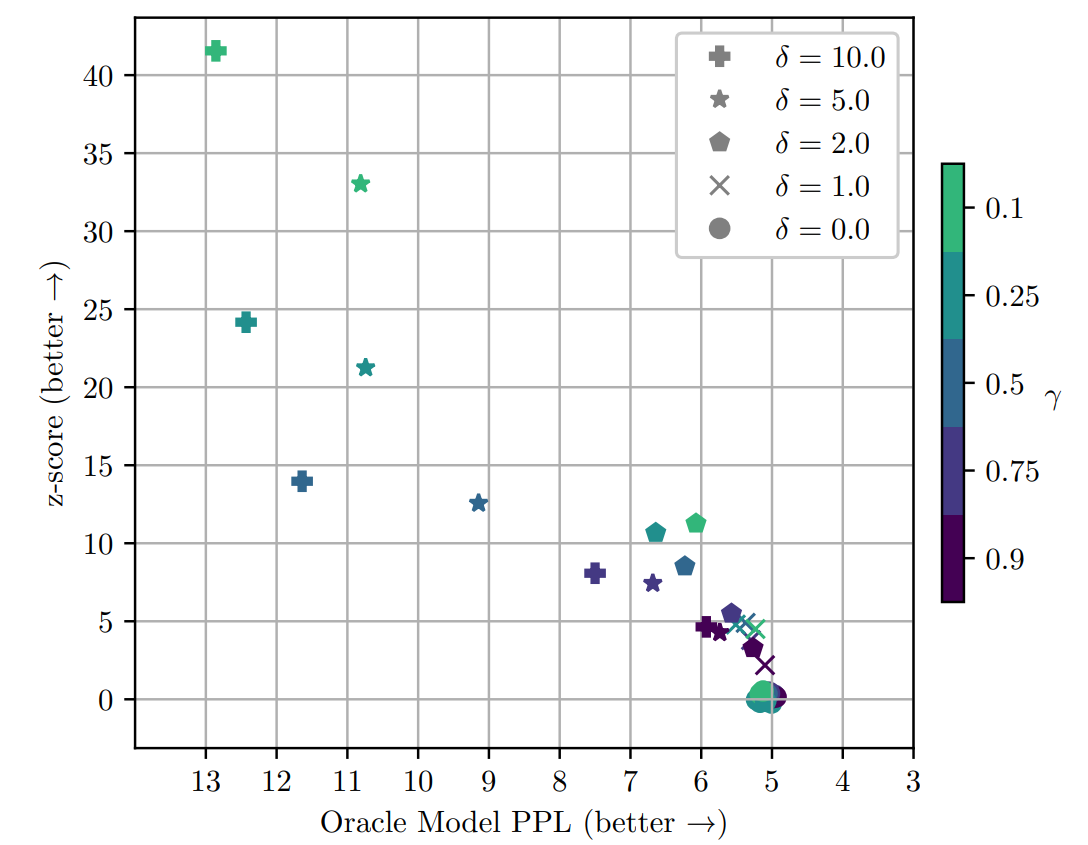 40
35
30
25
20
15
10
5
0
z-score (better →)
13 12 11 10 9 8 7 6 5 4 3
Oracle Model PPL (better →)
δ = 10.0
δ = 5.0
δ = 2.0
δ = 1.0
δ = 0.0
0.1
0.25
0.5
0.75
0.9
γ